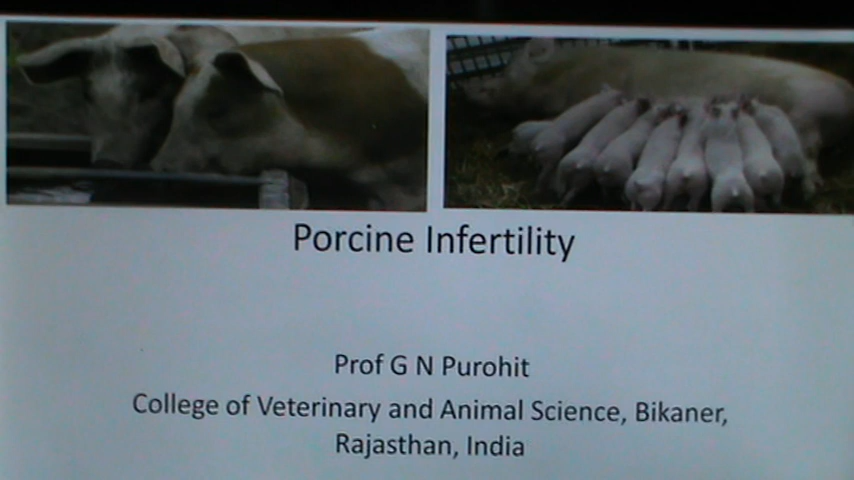 Porcine Infertility
Prof G N Purohit
College of Veterinary and Animal Science, Bikaner,
Rajasthan, India